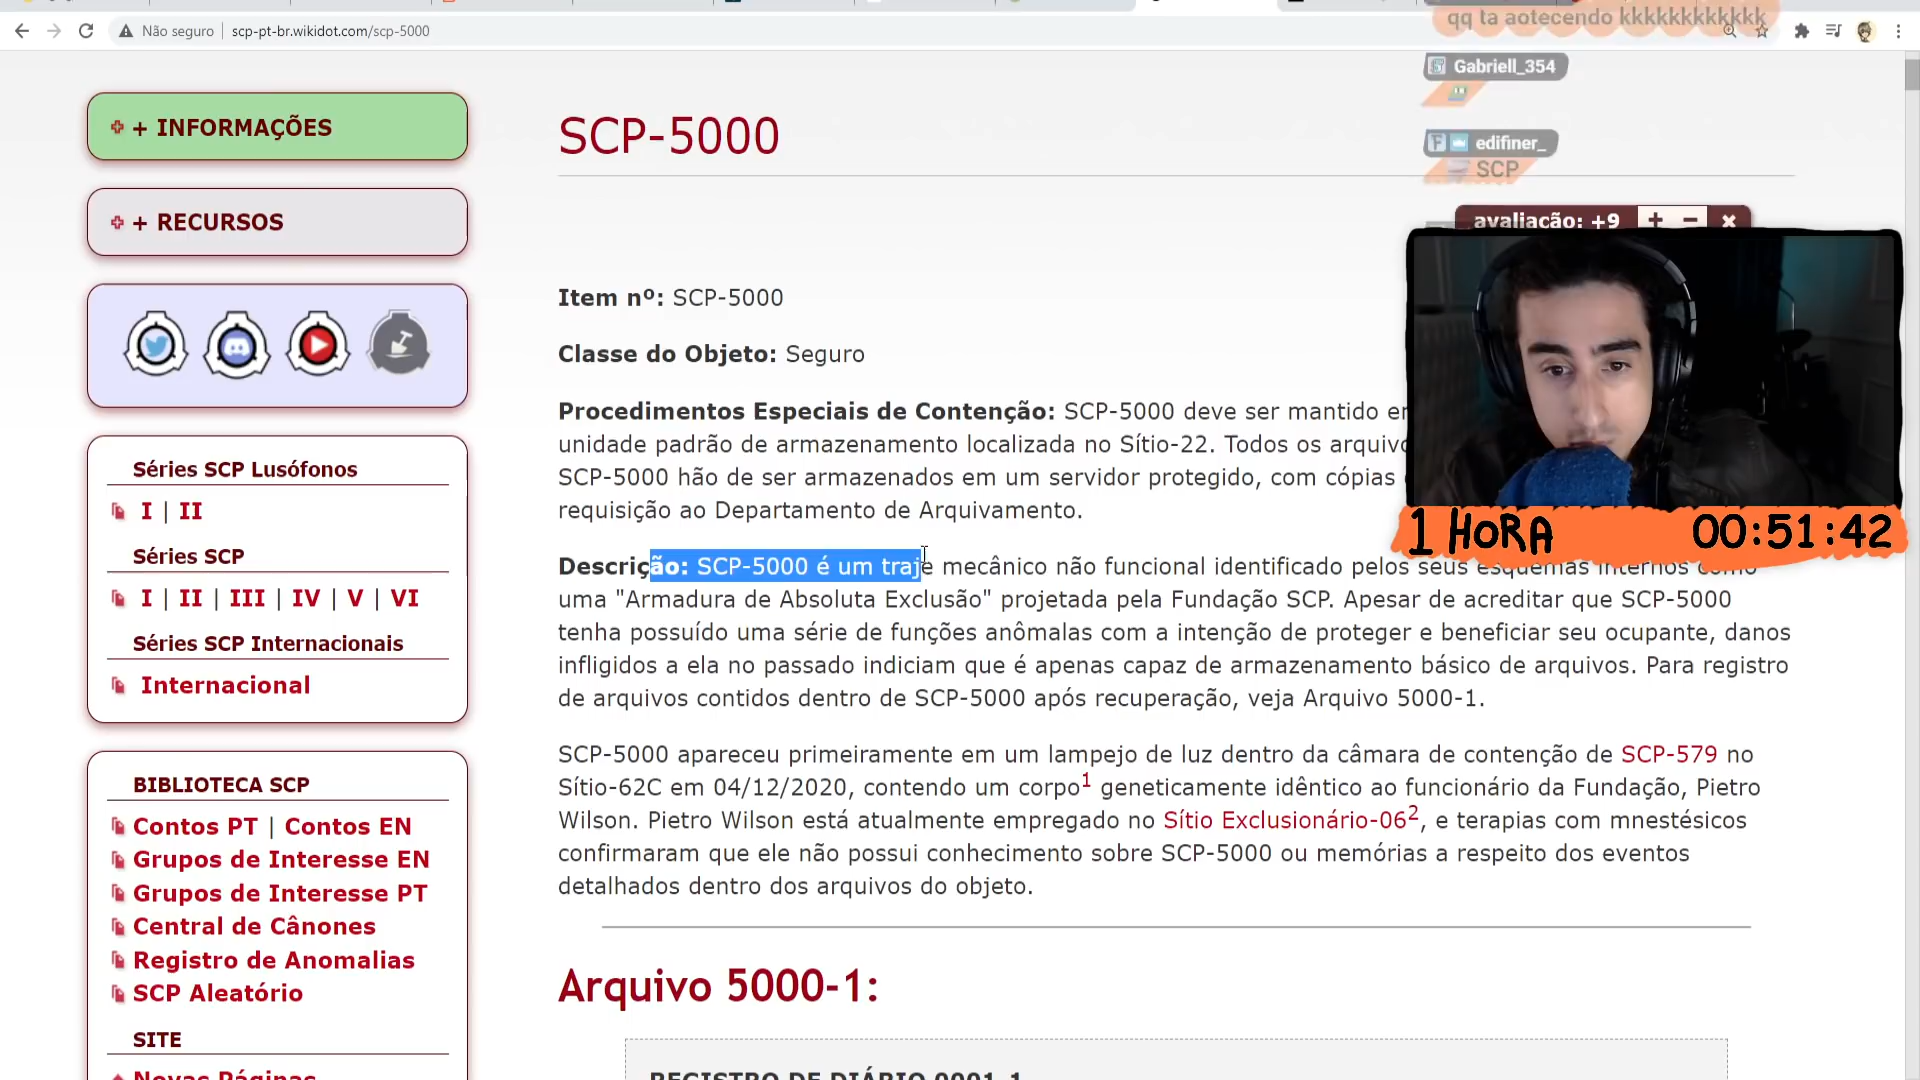 qq ta aotecendo kkkkkkkkkkkk
Não seguro | scp-pt-br.wikidot.com/scp-5000
Gabriell_354
edifiner_
SCP
+ INFORMAÇÕES
+ RECURSOS
Séries SCP Lusófonos
I | II
Séries SCP
I | II | III | IV | V | VI
Séries SCP Internacionais
Internacional
BIBLIOTECA SCP
Contos PT | Contos EN
Grupos de Interesse EN
Grupos de Interesse PT
Central de Cânones
Registro de Anomalias
SCP Aleatório
SITE
Novas Páginas
SCP-5000
avaliação: +9 + − ×
Item nº: SCP-5000
Classe do Objeto: Seguro
Procedimentos Especiais de Contenção: SCP-5000 deve ser mantido
unidade padrão de armazenamento localizada no Sítio-22. Todos os
SCP-5000 hão de ser armazenados em um servidor protegido, com cópias
requisição ao Departamento de Arquivamento.
1 HORA 00:51:42
Descrição: SCP-5000 é um traje mecânico não funcional identificado pelos seus esquemas internos como
uma "Armadura de Absoluta Exclusão" projetada pela Fundação SCP. Apesar de acreditar que SCP-5000
tenha possuído uma série de funções anômalas com a intenção de proteger e beneficiar seu ocupante, danos
infligidos a ela no passado indiciam que é apenas capaz de armazenamento básico de arquivos. Para registro
de arquivos contidos dentro de SCP-5000 após recuperação, veja Arquivo 5000-1.
SCP-5000 apareceu primeiramente em um lampejo de luz dentro da câmara de contenção de SCP-579 no
Sítio-62C em 04/12/2020, contendo um corpo1 geneticamente idêntico ao funcionário da Fundação, Pietro
Wilson. Pietro Wilson está atualmente empregado no Sítio Exclusionário-062, e terapias com mnestésicos
confirmaram que ele não possui conhecimento sobre SCP-5000 ou memórias a respeito dos eventos
detalhados dentro dos arquivos do objeto.
Arquivo 5000-1:
REGISTRO DE DIÁRIO 0001-1